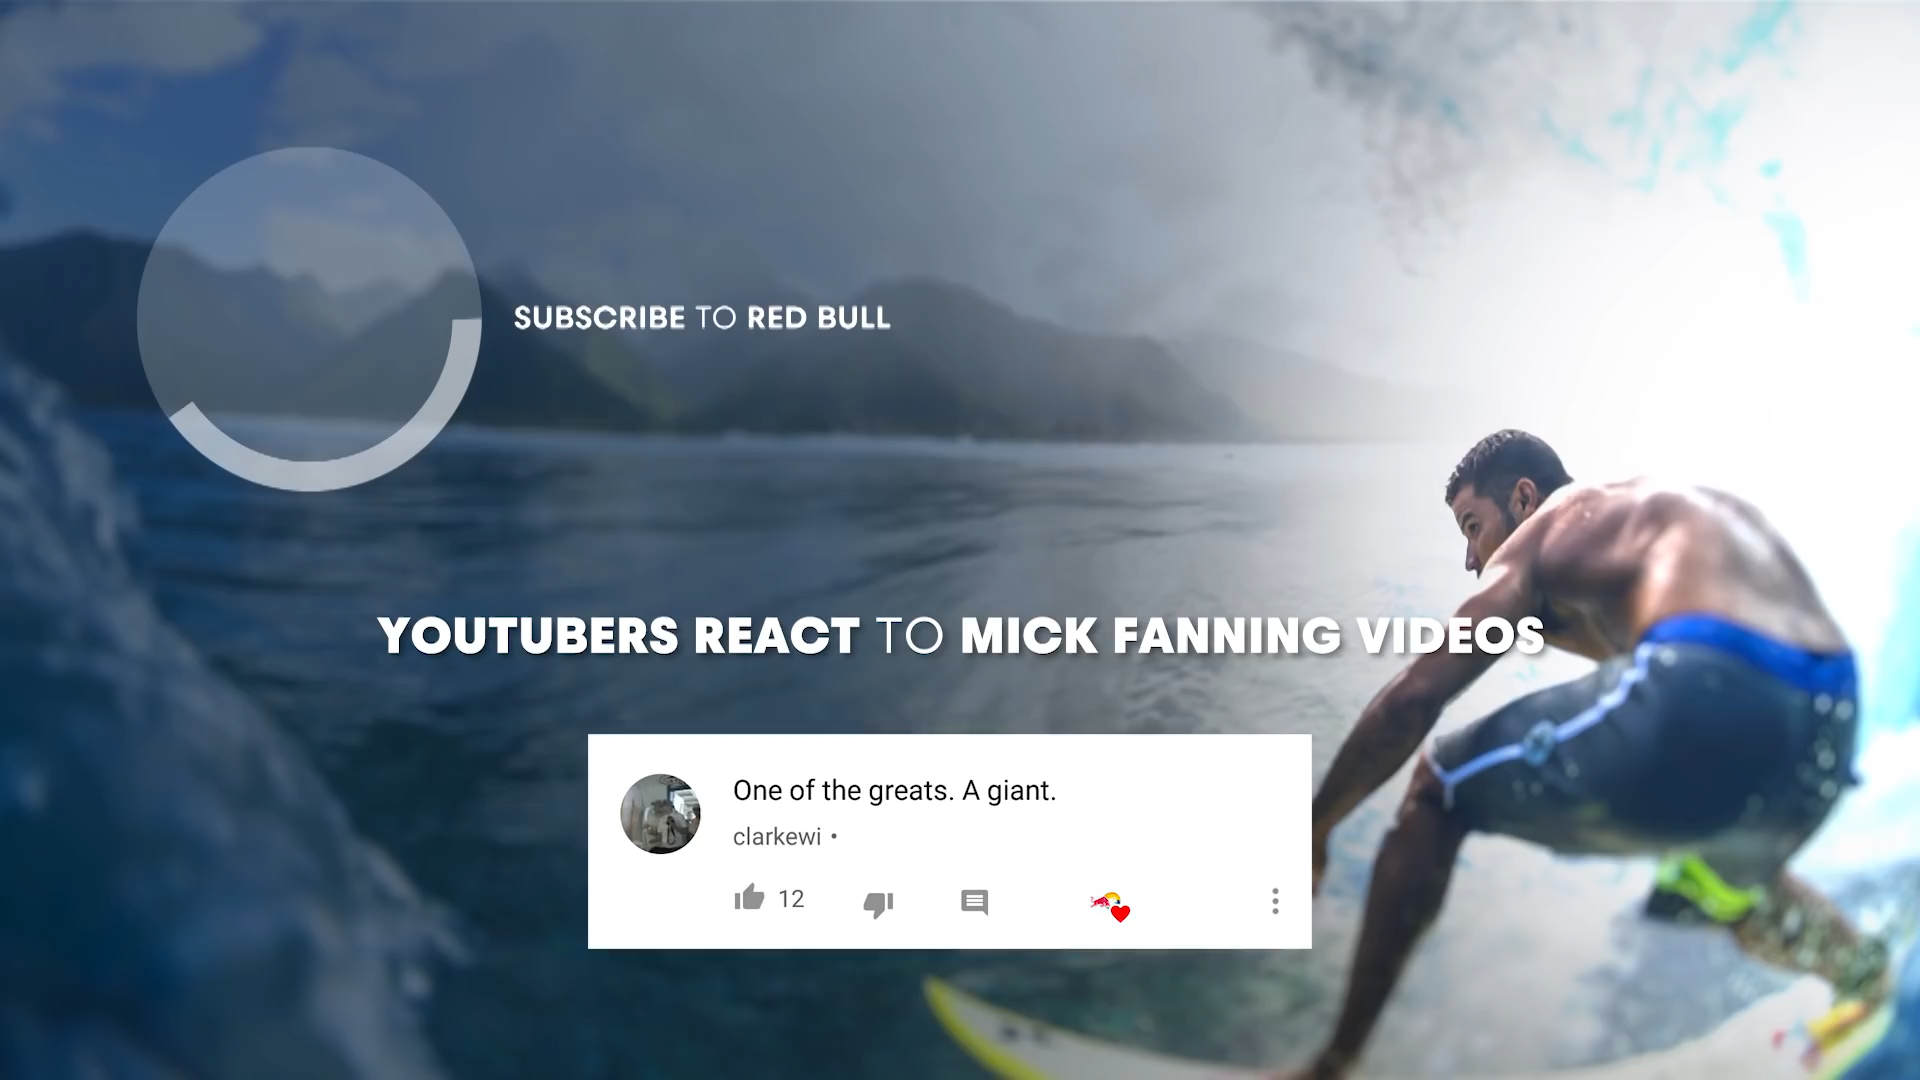 SUBSCRIBE TO RED BULL
YOUTUBERS REACT TO MICK FANNING VIDEOS
One of the greats. A giant.
clarkewi •
12